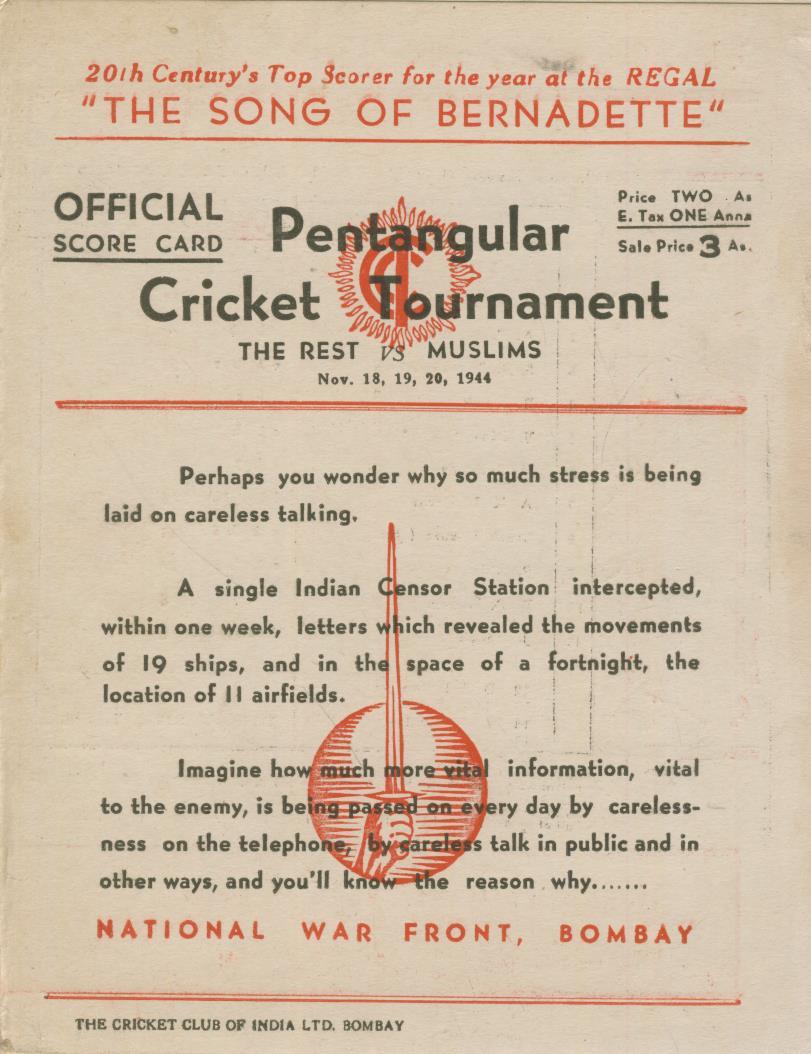 20th Century's Top Scorer for the year at the REGAL
"THE SONG OF BERNADETTE"
OFFICIAL
SCORE CARD
Price TWO As
E. Tax ONE Anna
Sale Price 3 As.
Pentangular
Cricket Tournament
THE REST VS MUSLIMS
Nov. 18, 19, 20, 1944
Perhaps you wonder why so much stress is being
laid on careless talking.
A single Indian Censor Station intercepted,
within one week, letters which revealed the movements
of 19 ships, and in the space of a fortnight, the
location of 11 airfields.
Imagine how much more vital information, vital
to the enemy, is being passed on every day by careless-
ness on the telephone, by careless talk in public and in
other ways, and you'll know the reason why.......
NATIONAL WAR FRONT, BOMBAY
THE CRICKET CLUB OF INDIA LTD. BOMBAY